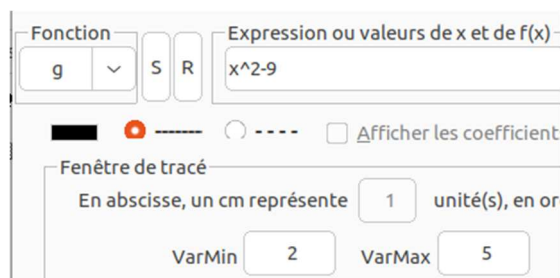 Fonction
Expression ou valeurs de x et de f(x)
g
S
R
x^2-9
Afficher les coefficient
Fenêtre de tracé
En abscisse, un cm représente 1 unité(s), en or
VarMin 2 VarMax 5